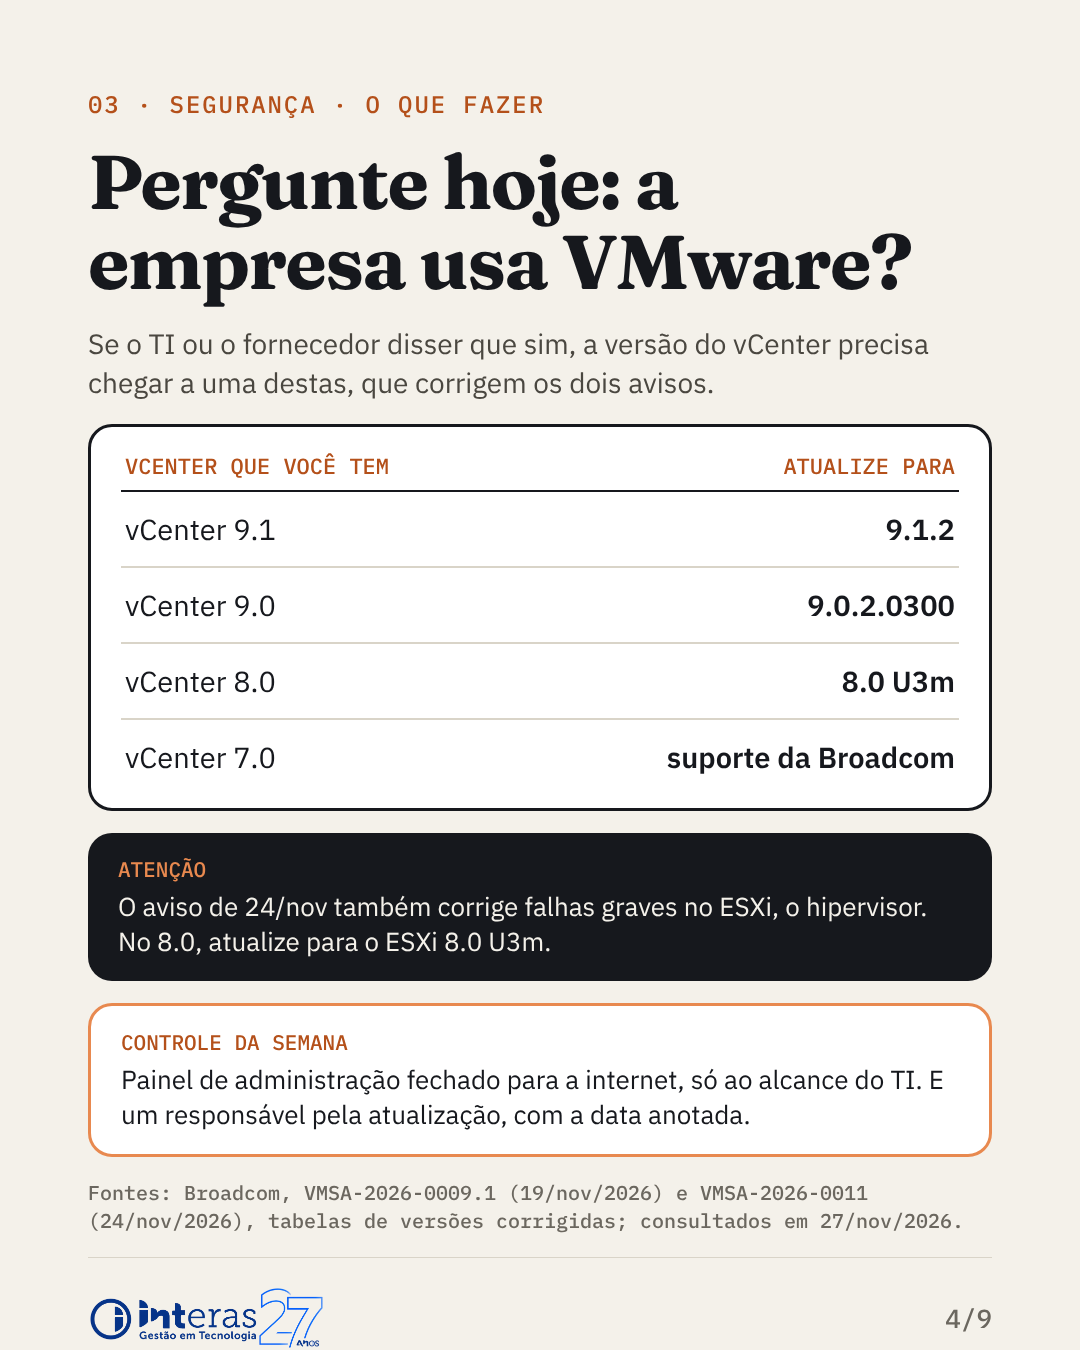 03 · SEGURANÇA · O QUE FAZER
Pergunte hoje: a
empresa usa VMware?
Se o TI ou o fornecedor disser que sim, a versão do vCenter precisa
chegar a uma destas, que corrigem os dois avisos.
VCENTER QUE VOCÊ TEM ATUALIZE PARA
vCenter 9.1 9.1.2
vCenter 9.0 9.0.2.0300
vCenter 8.0 8.0 U3m
vCenter 7.0 suporte da Broadcom
ATENÇÃO
O aviso de 24/nov também corrige falhas graves no ESXi, o hipervisor.
No 8.0, atualize para o ESXi 8.0 U3m.
CONTROLE DA SEMANA
Painel de administração fechado para a internet, só ao alcance do TI. E
um responsável pela atualização, com a data anotada.
Fontes: Broadcom, VMSA-2026-0009.1 (19/nov/2026) e VMSA-2026-0011
(24/nov/2026), tabelas de versões corrigidas; consultados em 27/nov/2026.
interas 27
Gestão em Tecnologia ANOS
4/9